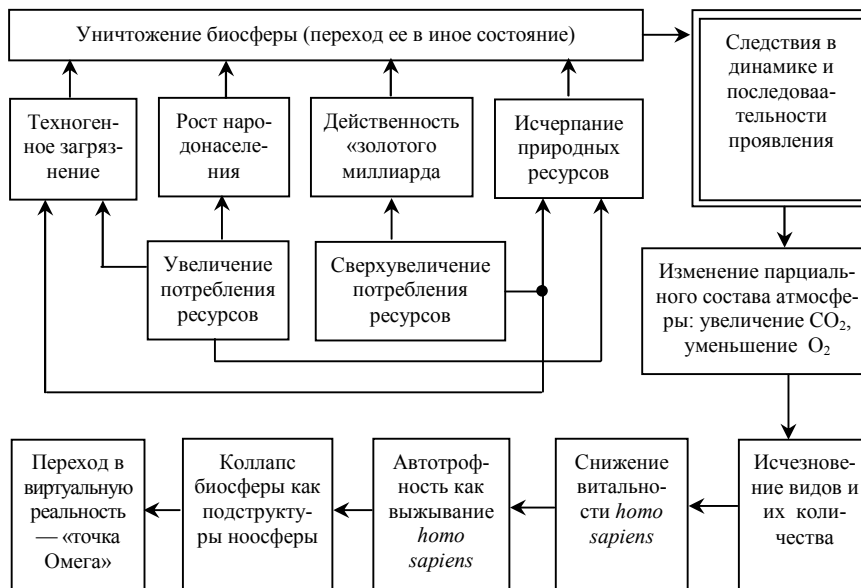 Уничтожение биосферы (переход ее в иное состояние)
Следствия в
динамике и
последоваа-
тельности
проявления
Техноген-
ное загряз-
нение
Рост наро-
донаселе-
ния
Действенность
«золотого
миллиарда
Исчерпание
природных
ресурсов
Увеличение
потребления
ресурсов
Сверхувеличение
потребления
ресурсов
Изменение парциаль-
ного состава атмосфе-
ры: увеличение CO₂,
уменьшение O₂
Переход в
виртуальную
реальность
— «точка
Омега»
Коллапс
биосферы как
подструкту-
ры ноосферы
Автотроф-
ность как
выживание
homo
sapiens
Снижение
витально-
сти homo
sapiens
Исчезнове-
ние видов и
их коли-
чества